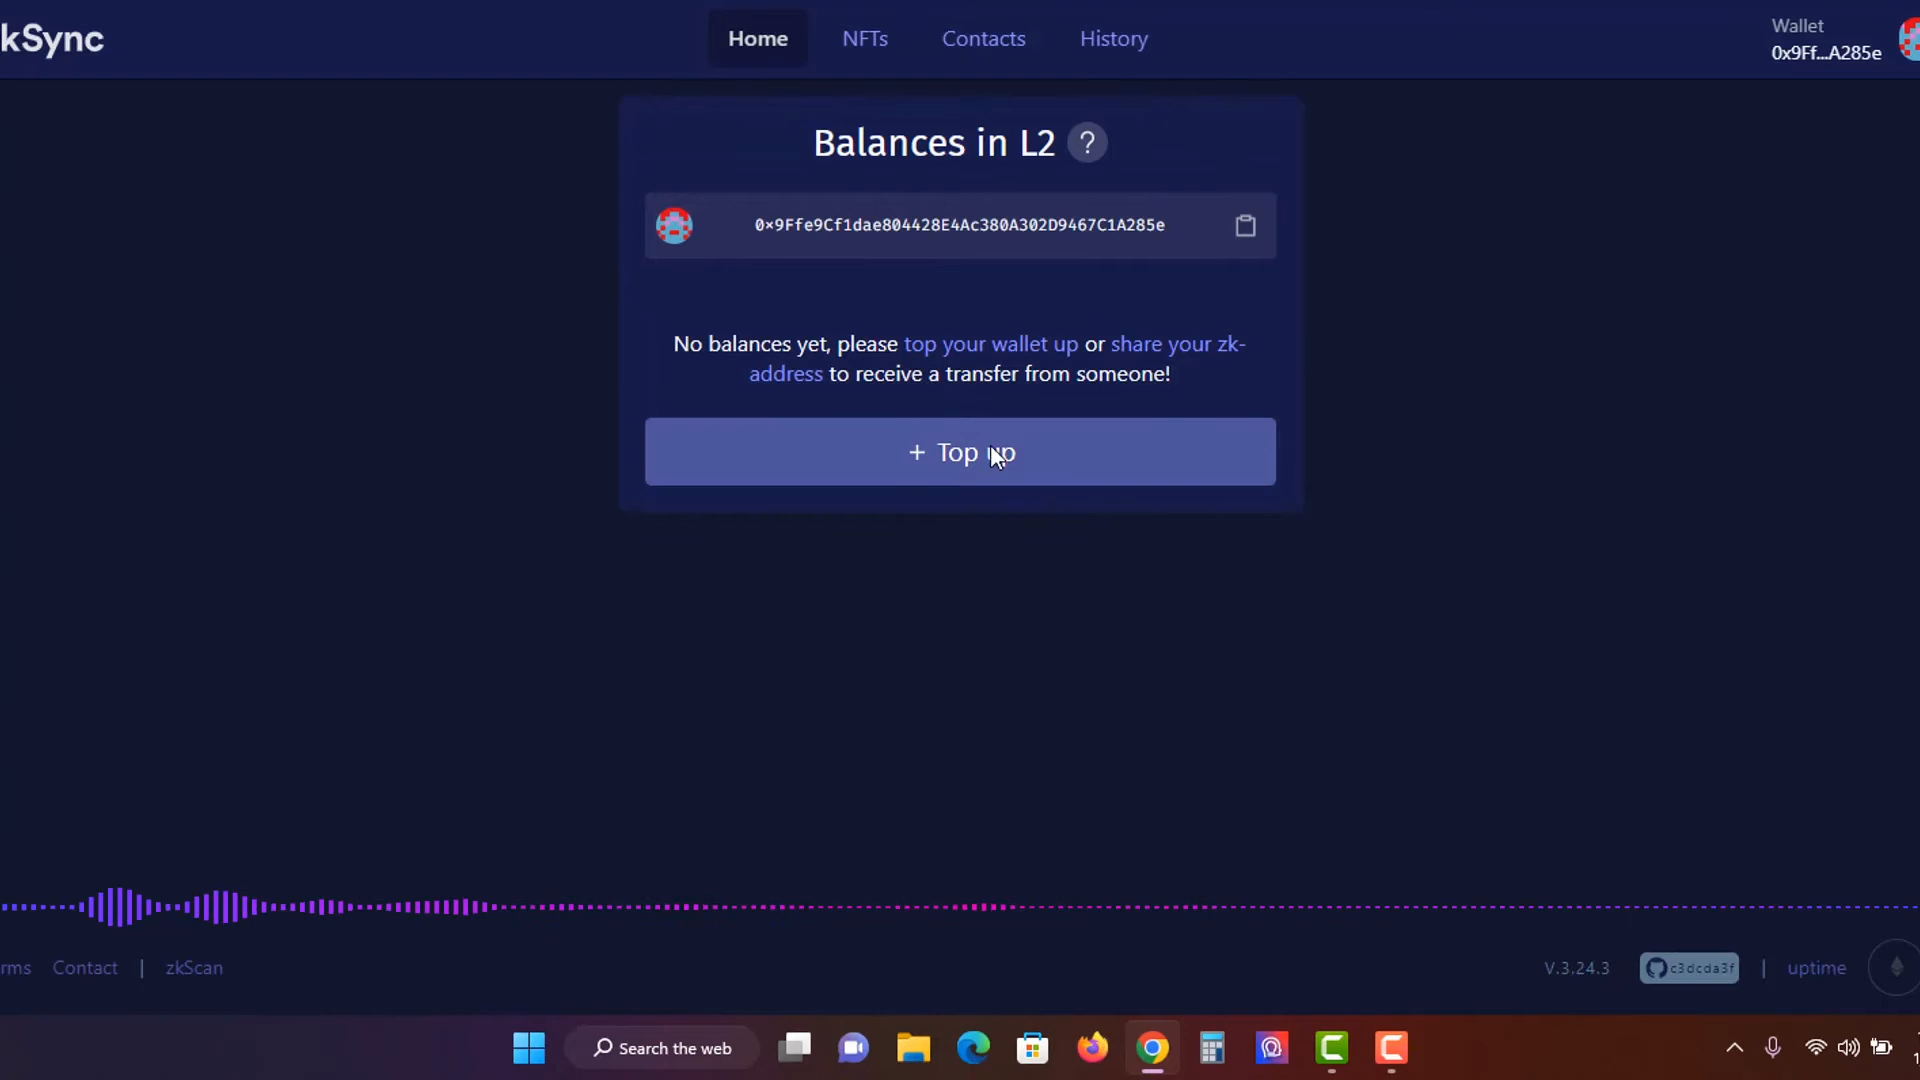 kSync
Home
NFTs
Contacts
History
Wallet
0x9Ff...A285e
Balances in L2 ?
0x9Ffe9Cf1dae804428E4Ac380A302D9467C1A285e
No balances yet, please top your wallet up or share your zk-
address to receive a transfer from someone!
+ Top up
rms
Contact
|
zkScan
V.3.24.3
c3dcda3f
|
uptime
Search the web